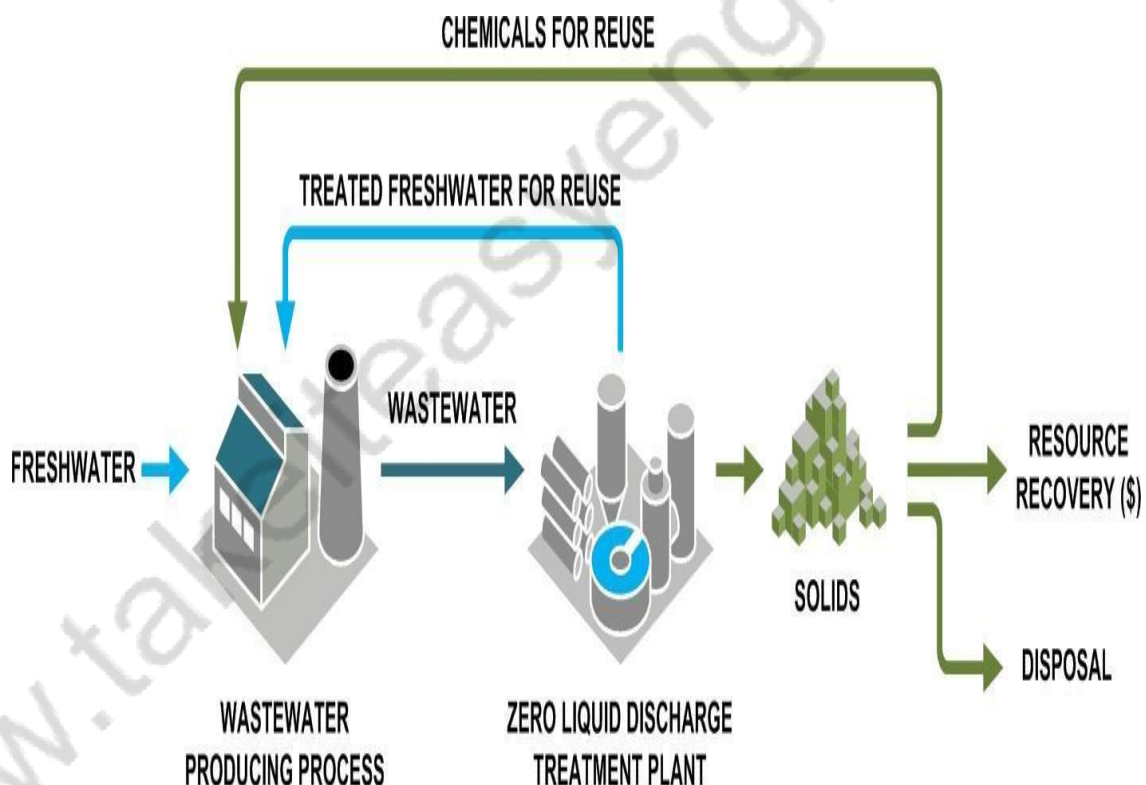 CHEMICALS FOR REUSE
TREATED FRESHWATER FOR REUSE
WASTEWATER
FRESHWATER
RESOURCE
RECOVERY ($)
SOLIDS
DISPOSAL
WASTEWATER
PRODUCING PROCESS
ZERO LIQUID DISCHARGE
TREATMENT PLANT
w.takeiteasyeng